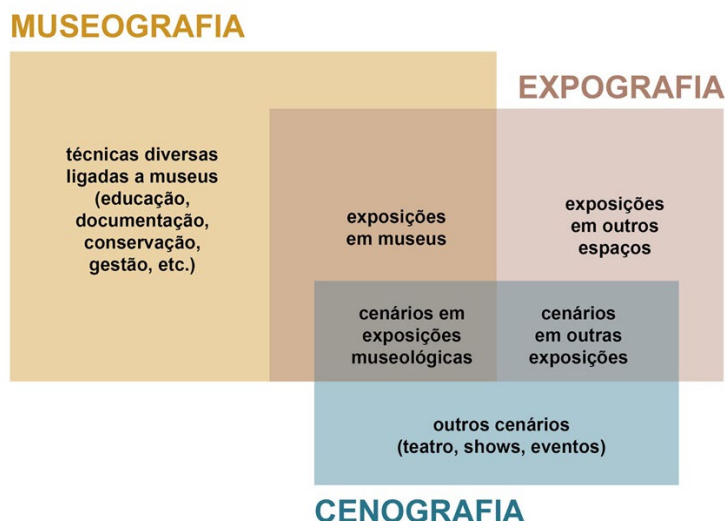 MUSEOGRAFIA
EXPOGRAFIA
técnicas diversas
ligadas a museus
(educação,
documentação,
conservação,
gestão, etc.)
exposições
em museus
exposições
em outros
espaços
cenários em
exposições
museológicas
cenários
em outras
exposições
outros cenários
(teatro, shows, eventos)
CENOGRAFIA